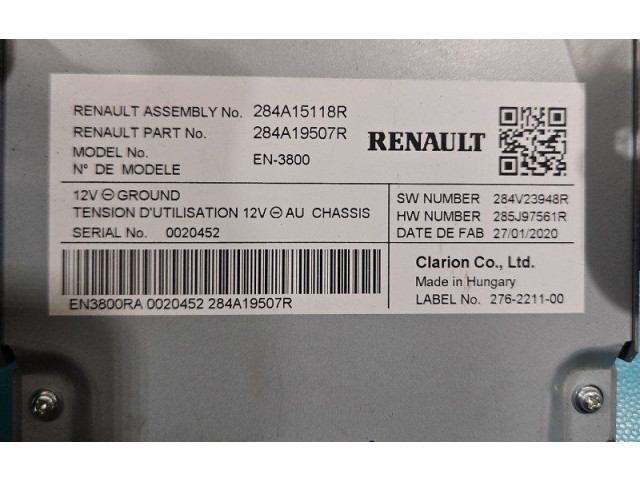 RENAULT ASSEMBLY No. 284A15118R
RENAULT PART No. 284A19507R
MODEL No.
N° DE MODELE EN-3800
RENAULT
12V ⊖ GROUND
TENSION D'UTILISATION 12V ⊖ AU CHASSIS
SERIAL No. 0020452
SW NUMBER 284V23948R
HW NUMBER 285J97561R
DATE DE FAB 27/01/2020
EN3800RA 0020452 284A19507R
Clarion Co., Ltd.
Made in Hungary
LABEL No. 276-2211-00